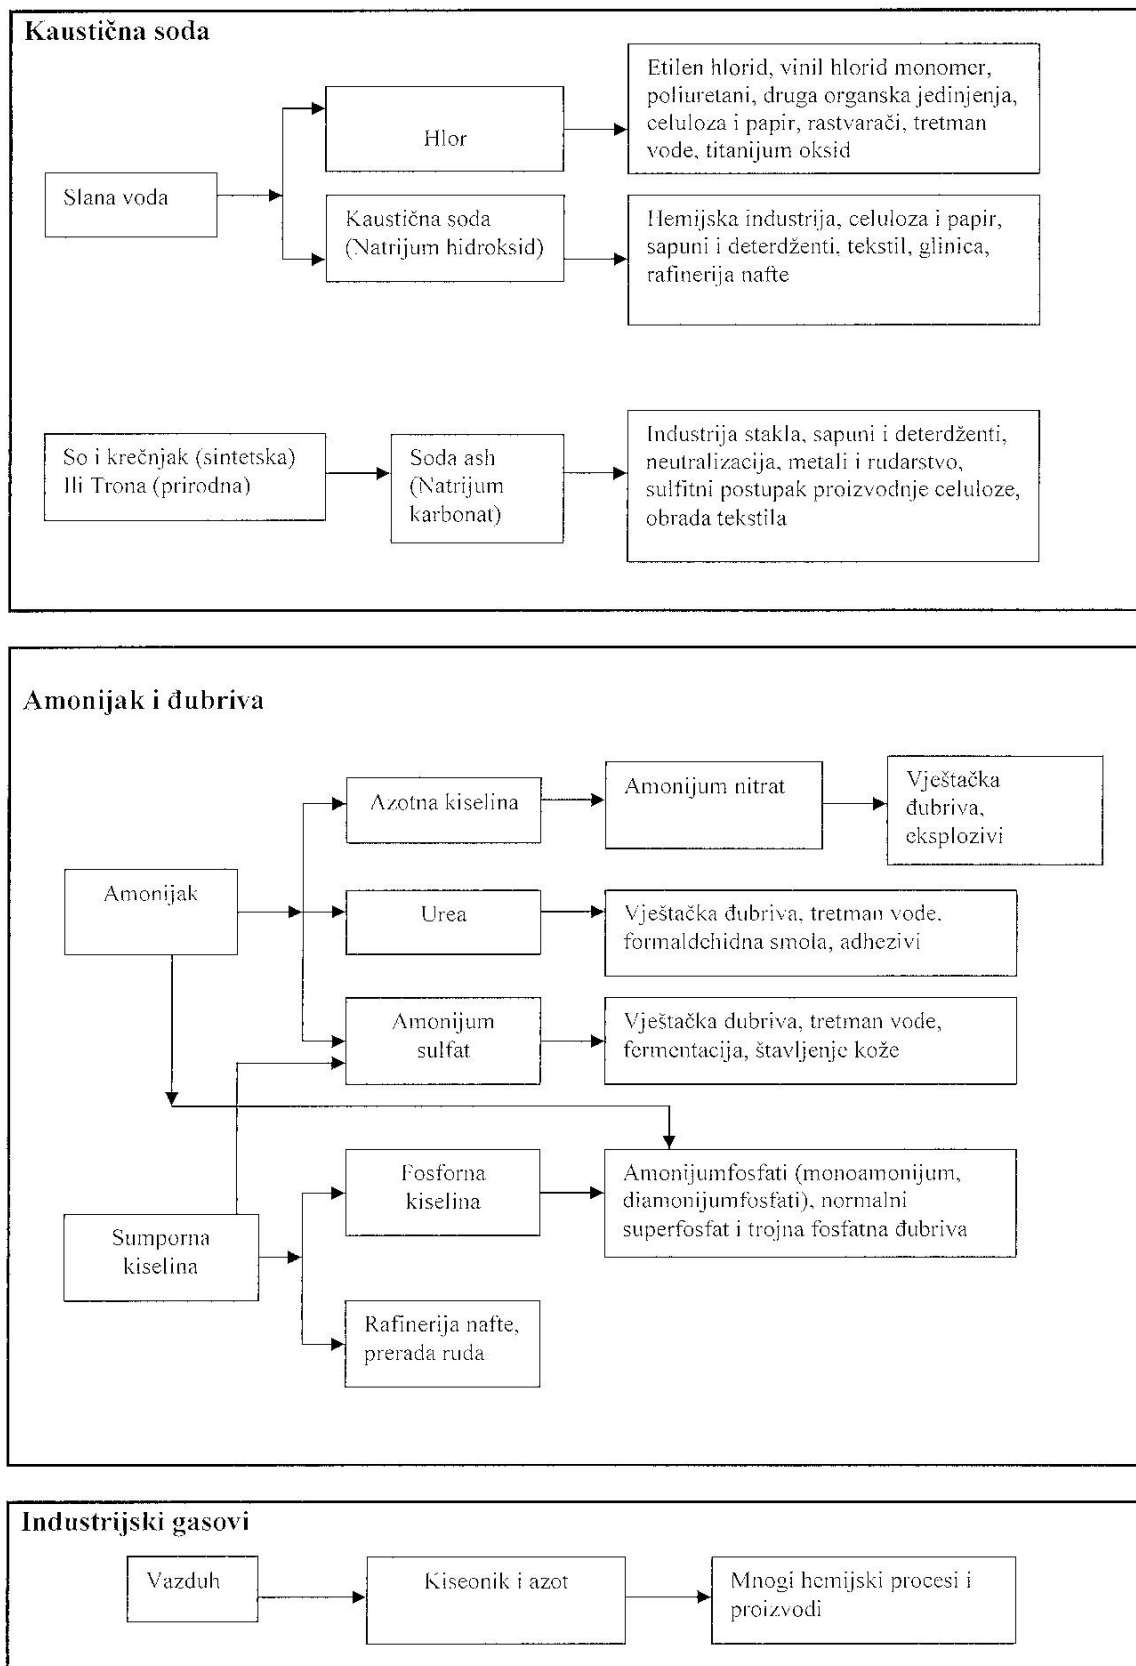 Kaustična soda
Hlor
Etilen hlorid, vinil hlorid monomer,
poliuretani, druga organska jedinjenja,
celuloza i papir, rastvarači, tretman
vode, titanijum oksid
Slana voda
Kaustična soda
(Natrijum hidroksid)
Hemijska industrija, celuloza i papir,
sapuni i deterdženti, tekstil, glinica,
rafinerija nafte
So i krečnjak (sintetska)
Ili Trona (prirodna)
Soda ash
(Natrijum
karbonat)
Industrija stakla, sapuni i deterdženti,
neutralizacija, metali i rudarstvo,
sulfitni postupak proizvodnje celuloze,
obrada tekstila
Amonijak i đubriva
Azotna kiselina
Amonijum nitrat
Vještačka
đubriva,
eksplozivi
Amonijak
Urea
Vještačka đubriva, tretman vode,
formaldehidna smola, adhezivi
Amonijum
sulfat
Vještačka đubriva, tretman vode,
fermentacija, štavljenje kože
Fosforna
kiselina
Amonijumfosfati (monoamonijum,
diamonijumfosfati), normalni
superfosfat i trojna fosfatna đubriva
Sumporna
kiselina
Rafinerija nafte,
prerada ruda
Industrijski gasovi
Vazduh
Kiseonik i azot
Mnogi hemijski procesi i
proizvodi